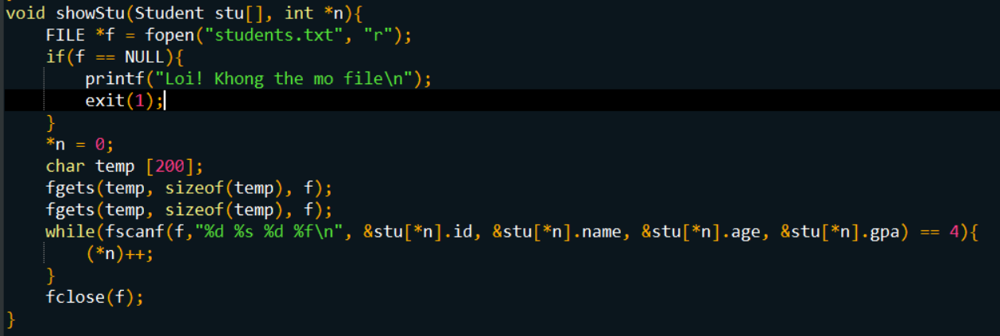 void showStu(Student stu[], int *n){
    FILE *f = fopen("students.txt", "r");
    if(f == NULL){
        printf("Loi! Khong the mo file\n");
        exit(1);
    }
    *n = 0;
    char temp [200];
    fgets(temp, sizeof(temp), f);
    fgets(temp, sizeof(temp), f);
    while(fscanf(f,"%d %s %d %f\n", &stu[*n].id, &stu[*n].name, &stu[*n].age, &stu[*n].gpa) == 4){
        (*n)++;
    }
    fclose(f);
}